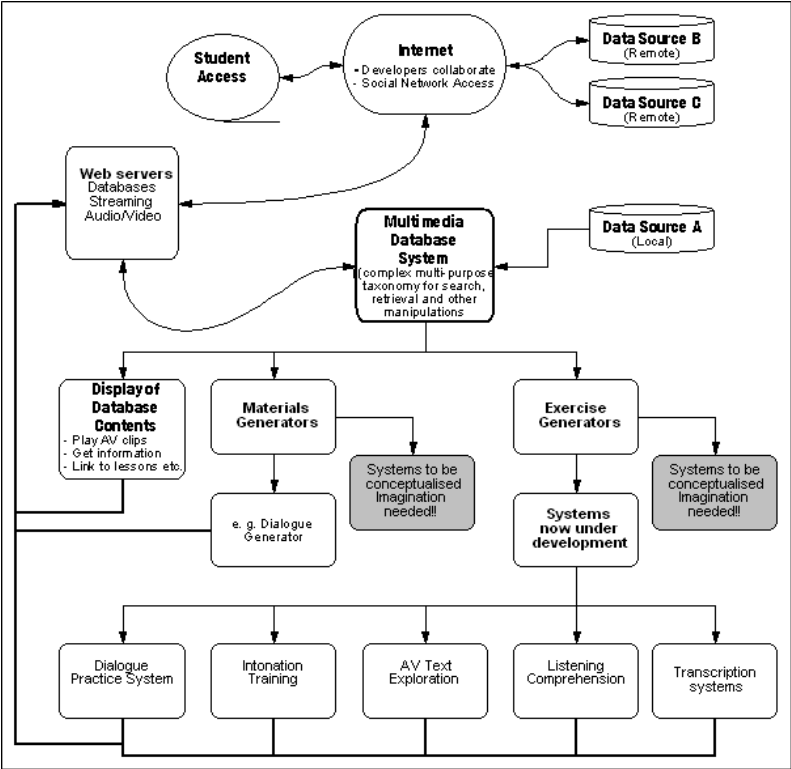 Student
Access
Internet
- Developers collaborate
- Social Network Access
Data Source B
(Remote)
Data Source C
(Remote)
Web servers
Databases
Streaming
Audio/Video
Multimedia
Database
System
(complex multi-purpose
taxonomy for search,
retrieval and other
manipulations
Data Source A
(Local)
Display of
Database
Contents
- Play AV clips
- Get information
- Link to lessons etc.
Materials
Generators
Exercise
Generators
Systems to be
conceptualised
Imagination
needed!!
Systems to be
conceptualised
Imagination
needed!!
e. g. Dialogue
Generator
Systems
now under
development
Dialogue
Practice System
Intonation
Training
AV Text
Exploration
Listening
Comprehension
Transcription
systems